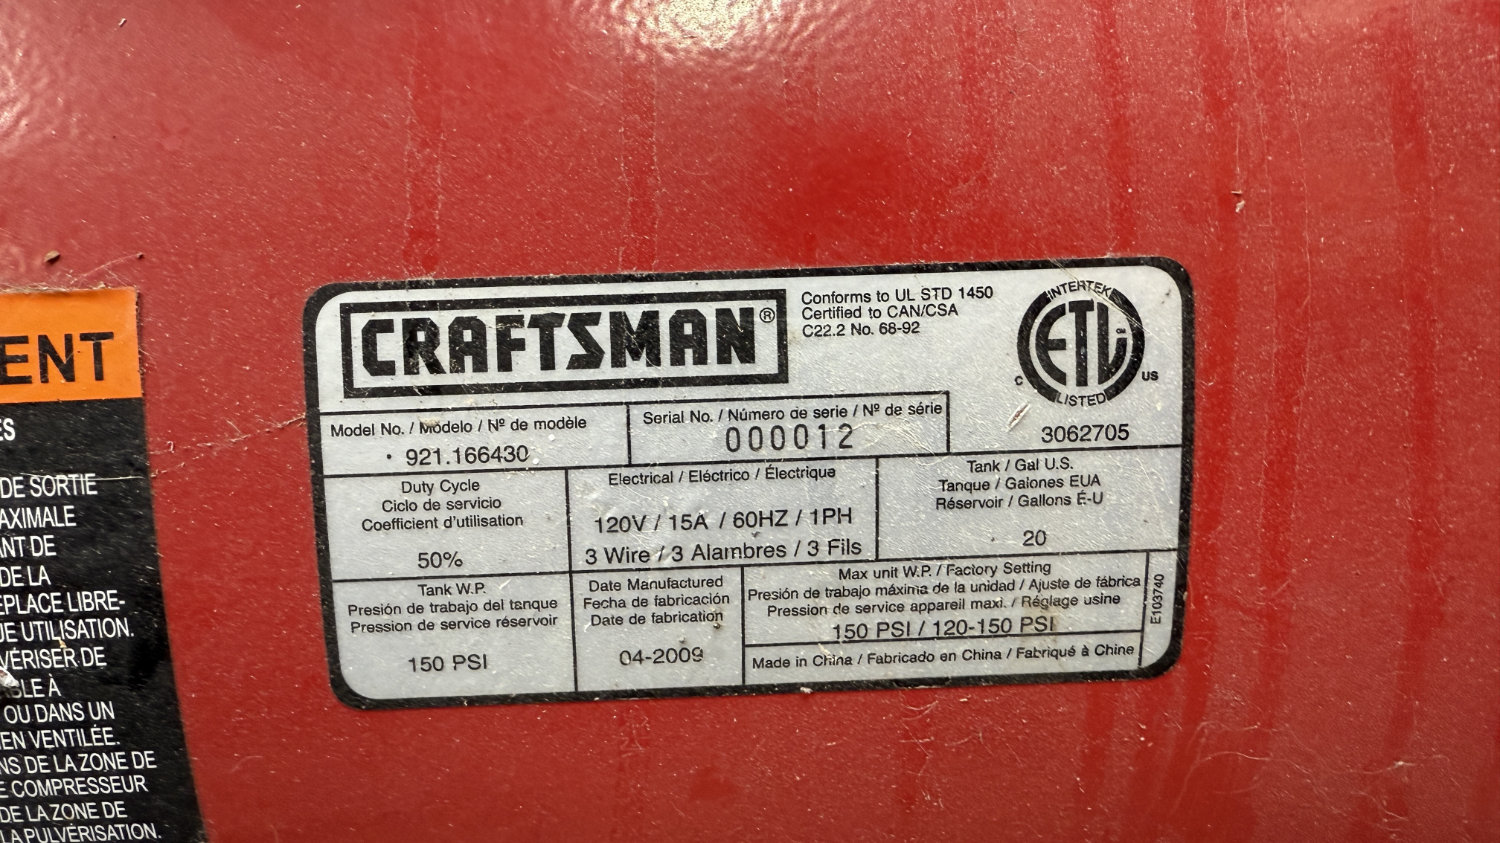 ENT
ES
DE SORTIE
AXIMALE
ANT DE
DE LA
EPLACE LIBRE-
UE UTILISATION.
VÉRISER DE
BLE À
OU DANS UN
EN VENTILÉE.
NS DE LA ZONE DE
E COMPRESSEUR
DE LA ZONE DE
LA PULVÉRISATION.
CRAFTSMAN®
Conforms to UL STD 1450
Certified to CAN/CSA
C22.2 No. 68-92
INTERTEK
ETL
CM
C US
LISTED
3062705
Model No. / Modelo / Nº de modèle
921.166430
Serial No. / Número de serie / Nº de série
000012
Duty Cycle
Ciclo de servicio
Coefficient d'utilisation
50%
Electrical / Eléctrico / Électrique
120V / 15A / 60HZ / 1PH
3 Wire / 3 Alambres / 3 Fils
Tank / Gal U.S.
Tanque / Galones EUA
Réservoir / Gallons É-U
20
Tank W.P.
Presión de trabajo del tanque
Pression de service réservoir
150 PSI
Date Manufactured
Fecha de fabricación
Date de fabrication
04-2009
Max unit W.P. / Factory Setting
Presión de trabajo máxima de la unidad / Ajuste de fábrica
Pression de service appareil maxi. / Réglage usine
150 PSI / 120-150 PSI
Made in China / Fabricado en China / Fabriqué à Chine
E103740